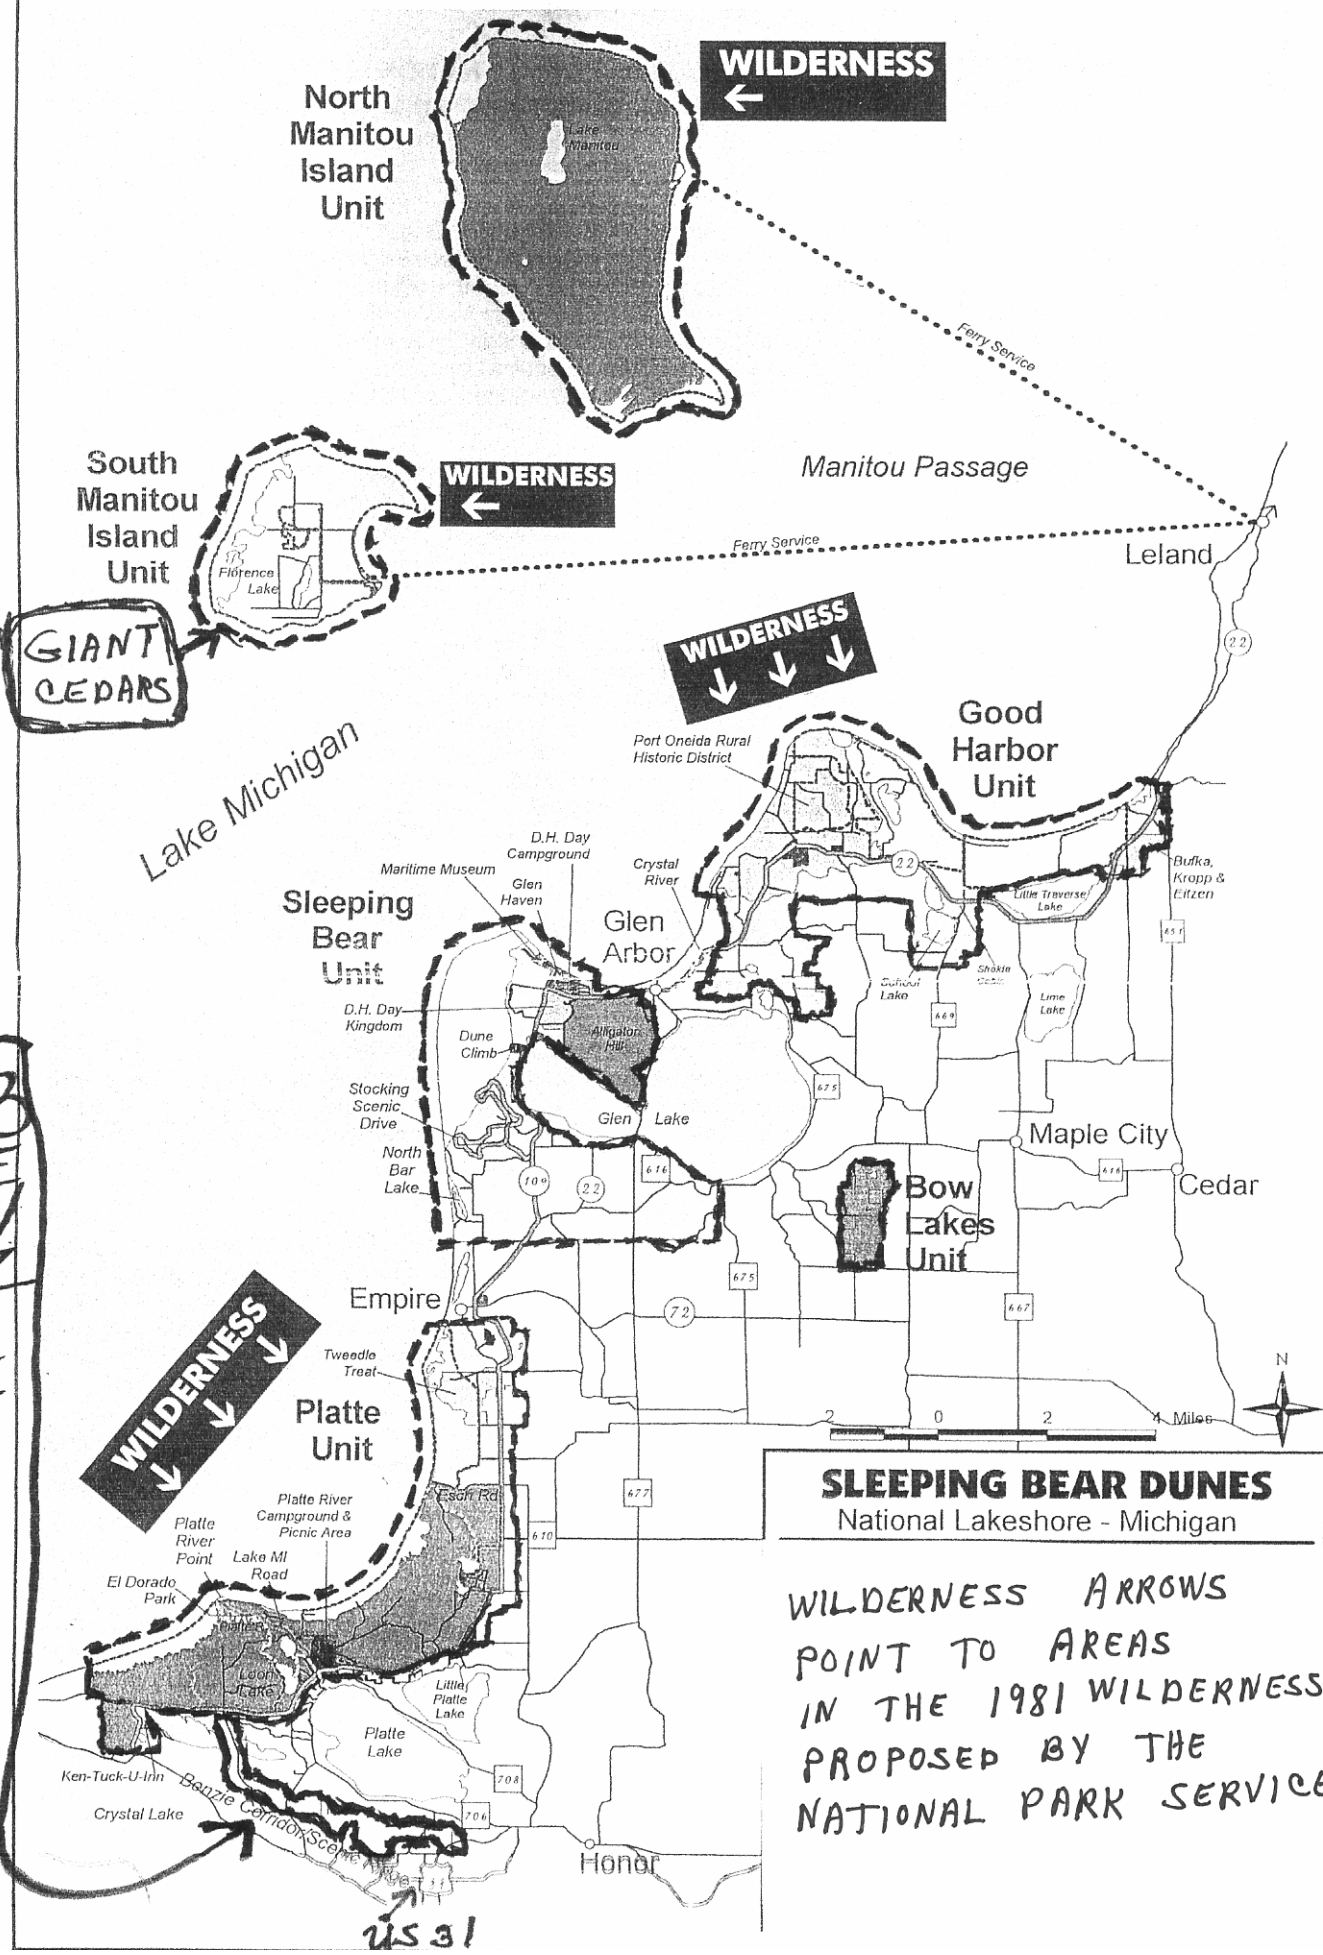 WILDERNESS
←
North
Manitou
Island
Unit
Lake
Manitou
Ferry Service
South
Manitou
Island
Unit
WILDERNESS
←
Manitou Passage
Ferry Service
Leland
Florence
Lake
GIANT
CEDARS
22
WILDERNESS
↓ ↓ ↓
Good
Harbor
Unit
Port Oneida Rural
Historic District
Lake Michigan
D.H. Day
Campground
Maritime Museum
Glen
Haven
Crystal
River
22
Little Traverse
Lake
Bufka,
Kropp &
Eitzen
651
Sleeping
Bear
Unit
Glen
Arbor
School
Lake
Lime
Lake
669
D.H. Day
Kingdom
Alligator
Hill
Dune
Climb
Stocking
Scenic
Drive
675
Glen Lake
Maple City
North
Bar
Lake
109
22
616
616
Cedar
Bow
Lakes
Unit
675
667
Empire
72
WILDERNESS
↓ ↓ ↓
Tweedle
Treat
Platte
Unit
N
2 0 2 4 Miles
SLEEPING BEAR DUNES
National Lakeshore - Michigan
Esch Rd
677
610
Platte River
Campground &
Picnic Area
Platte
River
Point
Lake MI
Road
El Dorado
Park
Loon
Lake
Little
Platte
Lake
Platte
Lake
708
706
Ken-Tuck-U-Inn
Crystal Lake
Benzie Corridor/Scenic
Honor
US 31
WILDERNESS ARROWS
POINT TO AREAS
IN THE 1981 WILDERNESS
PROPOSED BY THE
NATIONAL PARK SERVICE